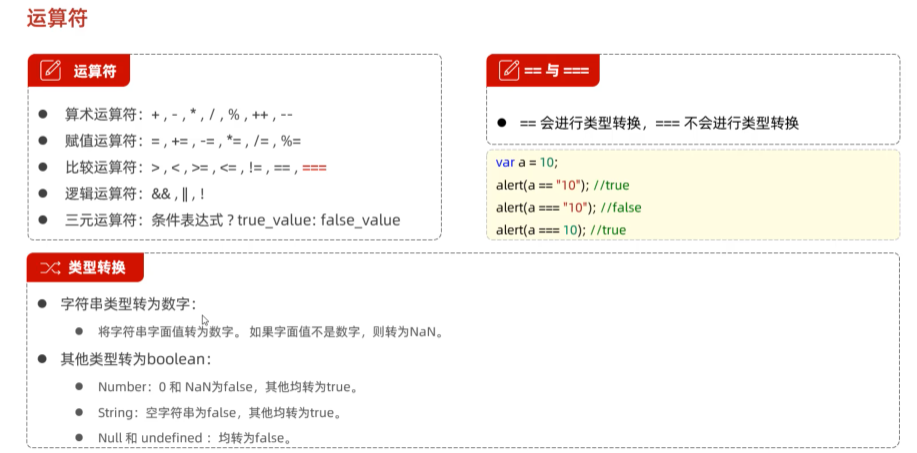 运算符
运算符
算术运算符：+ , - , * , / , % , ++ , --
赋值运算符：= , += , -= , *= , /= , %=
比较运算符：> , < , >= , <= , != , == , ===
逻辑运算符：&& , || , !
三元运算符：条件表达式 ? true_value: false_value
== 与 ===
== 会进行类型转换，=== 不会进行类型转换
var a = 10;
alert(a == "10"); //true
alert(a === "10"); //false
alert(a === 10); //true
类型转换
字符串类型转为数字：
将字符串字面值转为数字。 如果字面值不是数字，则转为NaN。
其他类型转为boolean：
Number：0 和 NaN为false，其他均转为true。
String：空字符串为false，其他均转为true。
Null 和 undefined ：均转为false。